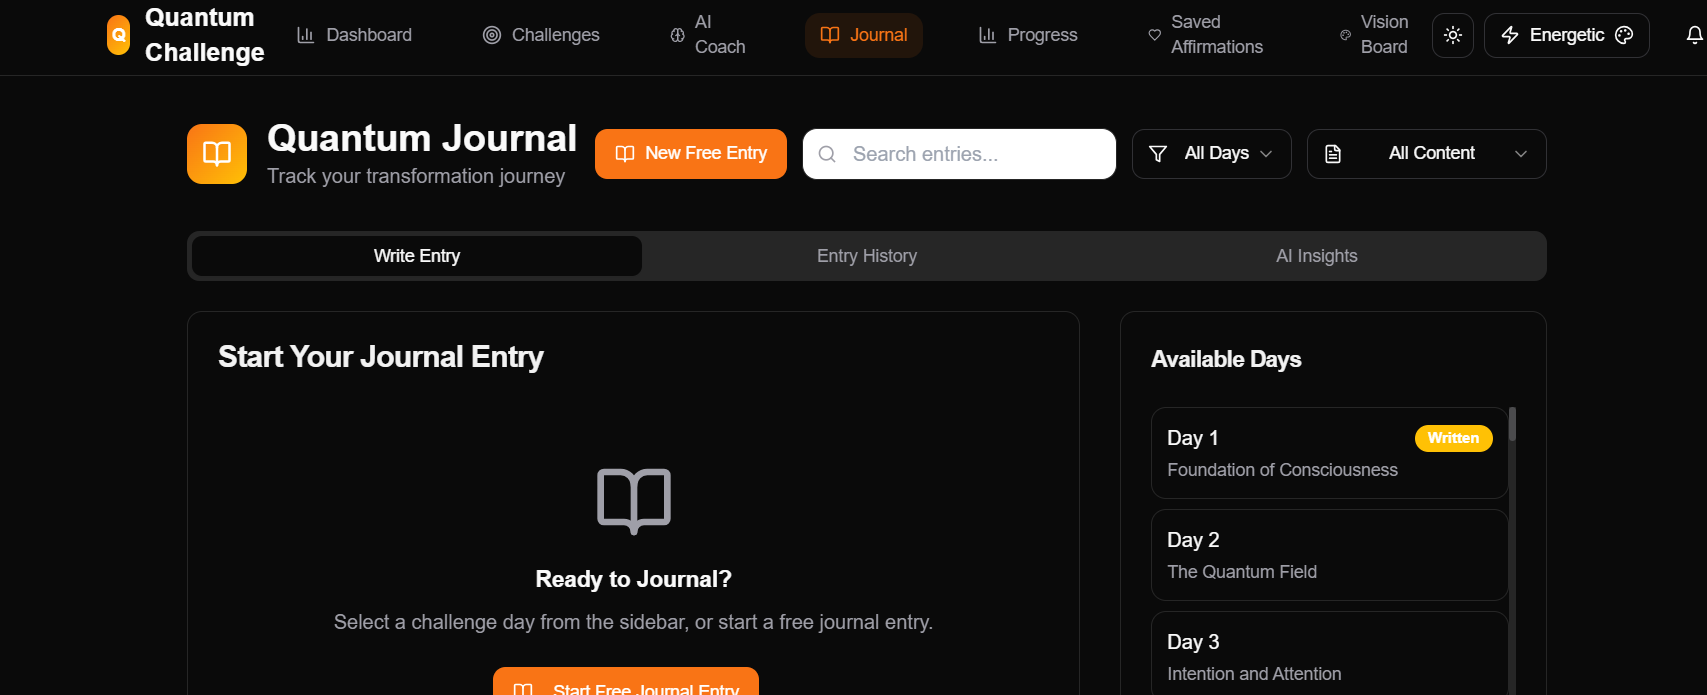 Q
Quantum
Challenge
Dashboard
Challenges
AI
Coach
Journal
Progress
Saved
Affirmations
Vision
Board
Energetic
Quantum Journal
Track your transformation journey
New Free Entry
Search entries...
All Days
All Content
Write Entry
Entry History
AI Insights
Start Your Journal Entry
Ready to Journal?
Select a challenge day from the sidebar, or start a free journal entry.
Start Free Journal Entry
Available Days
Day 1
Written
Foundation of Consciousness
Day 2
The Quantum Field
Day 3
Intention and Attention